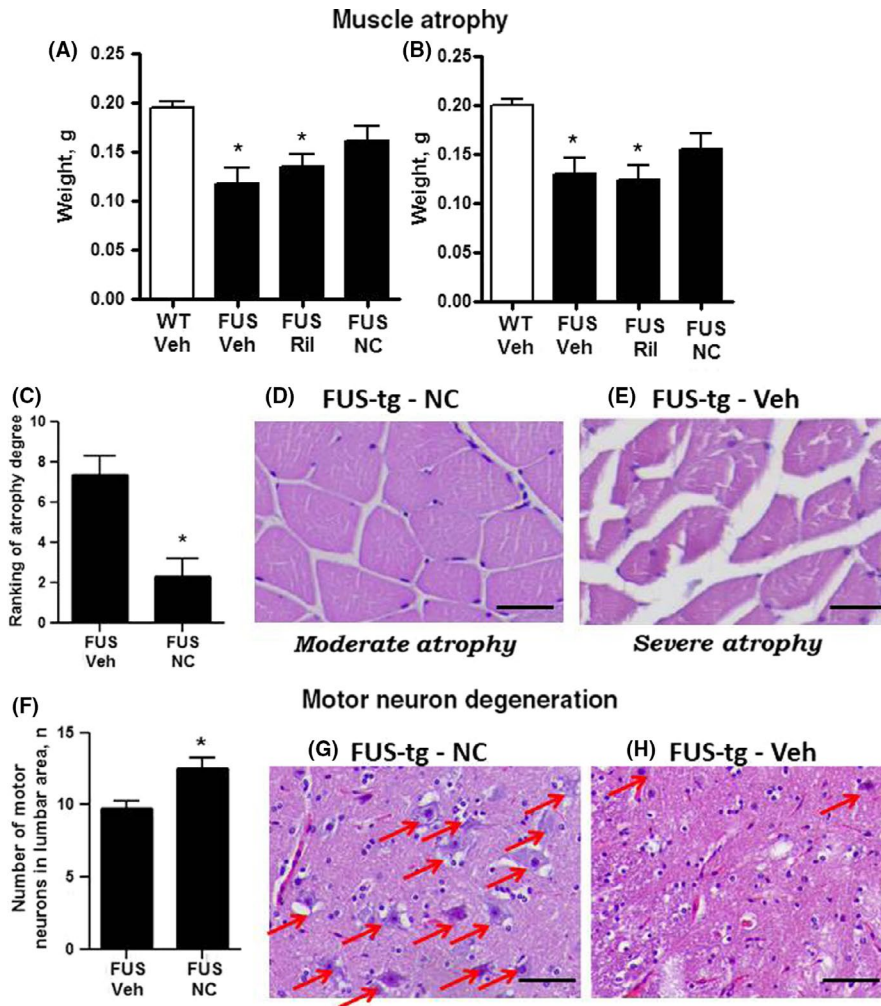 Muscle atrophy
(A)
Weight, g
0.25
0.20
0.15
0.10
0.05
0.00
*
*
WT
Veh
FUS
Veh
FUS
Ril
FUS
NC
(B)
Weight, g
0.25
0.20
0.15
0.10
0.05
0.00
*
*
WT
Veh
FUS
Veh
FUS
Ril
FUS
NC
(C)
Ranking of atrophy degree
10
8
6
4
2
0
*
FUS
Veh
FUS
NC
(D) FUS-tg - NC
Moderate atrophy
(E) FUS-tg - Veh
Severe atrophy
Motor neuron degeneration
(F)
Number of motor
neurons in lumbar area, n
15
10
5
0
*
FUS
Veh
FUS
NC
(G) FUS-tg - NC
(H) FUS-tg - Veh